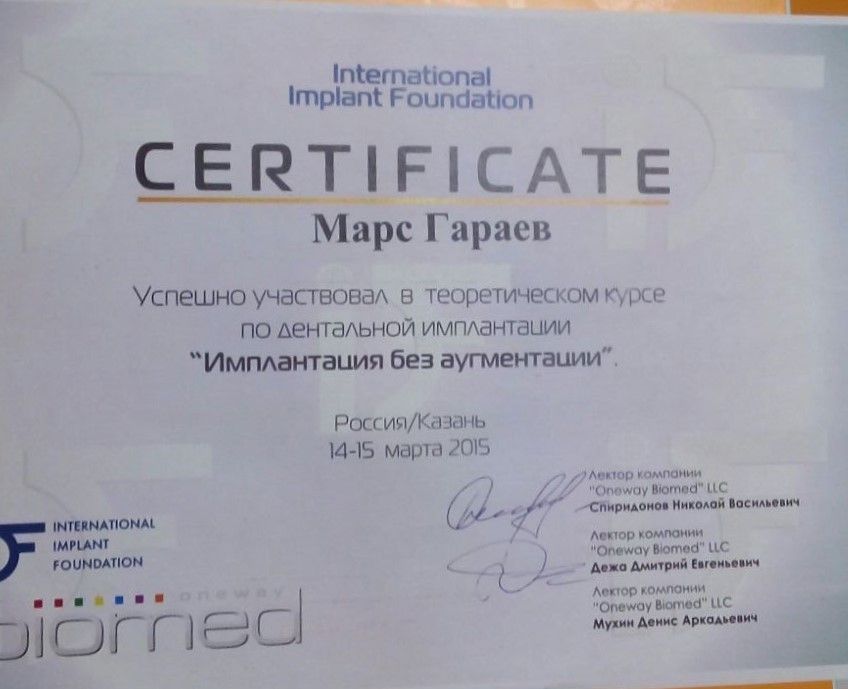 International
Implant Foundation
CERTIFICATE
Марс Гараев
Успешно участвовал в теоретическом курсе
по дентальной имплантации
“Имплантация без аугментации”.
Россия/Казань
14-15 марта 2015
Лектор компании
"Oneway Biomed" LLC
Спиридонов Николай Васильевич
Лектор компании
"Oneway Biomed" LLC
Дежа Дмитрий Евгеньевич
Лектор компании
"Oneway Biomed" LLC
Мухин Денис Аркадьевич
INTERNATIONAL
IMPLANT
FOUNDATION
oneway
biomed